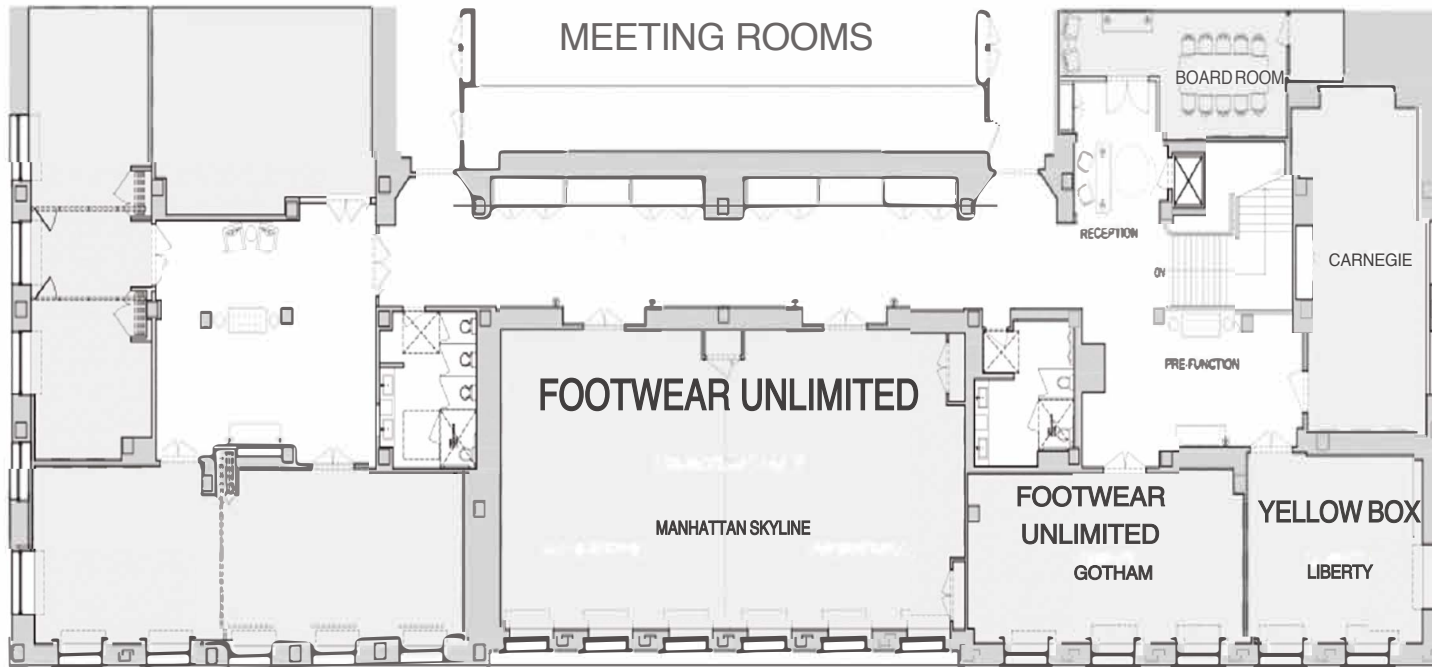 MEETING ROOMS
BOARD ROOM
RECEPTION
CARNEGIE
PRE-FUNCTION
FOOTWEAR UNLIMITED
MANHATTAN SKYLINE
FOOTWEAR
UNLIMITED
GOTHAM
YELLOW BOX
LIBERTY